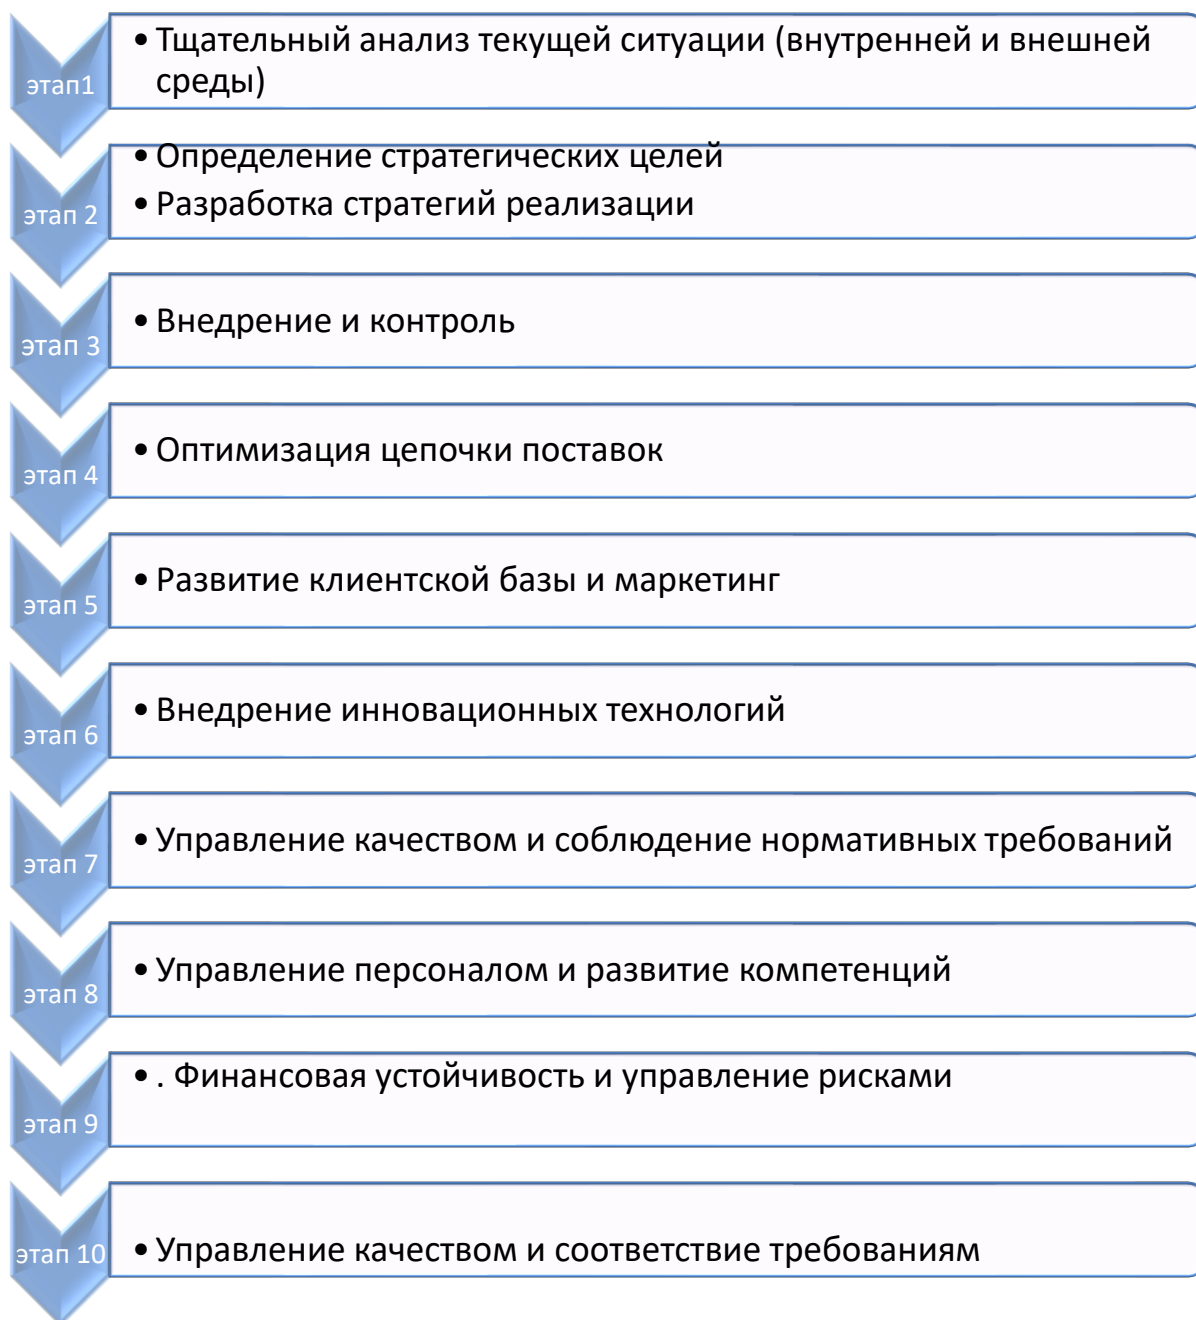 этап1
• Тщательный анализ текущей ситуации (внутренней и внешней
среды)
этап 2
• Определение стратегических целей
• Разработка стратегий реализации
этап 3
• Внедрение и контроль
этап 4
• Оптимизация цепочки поставок
этап 5
• Развитие клиентской базы и маркетинг
этап 6
• Внедрение инновационных технологий
этап 7
• Управление качеством и соблюдение нормативных требований
этап 8
• Управление персоналом и развитие компетенций
этап 9
• . Финансовая устойчивость и управление рисками
этап 10
• Управление качеством и соответствие требованиям